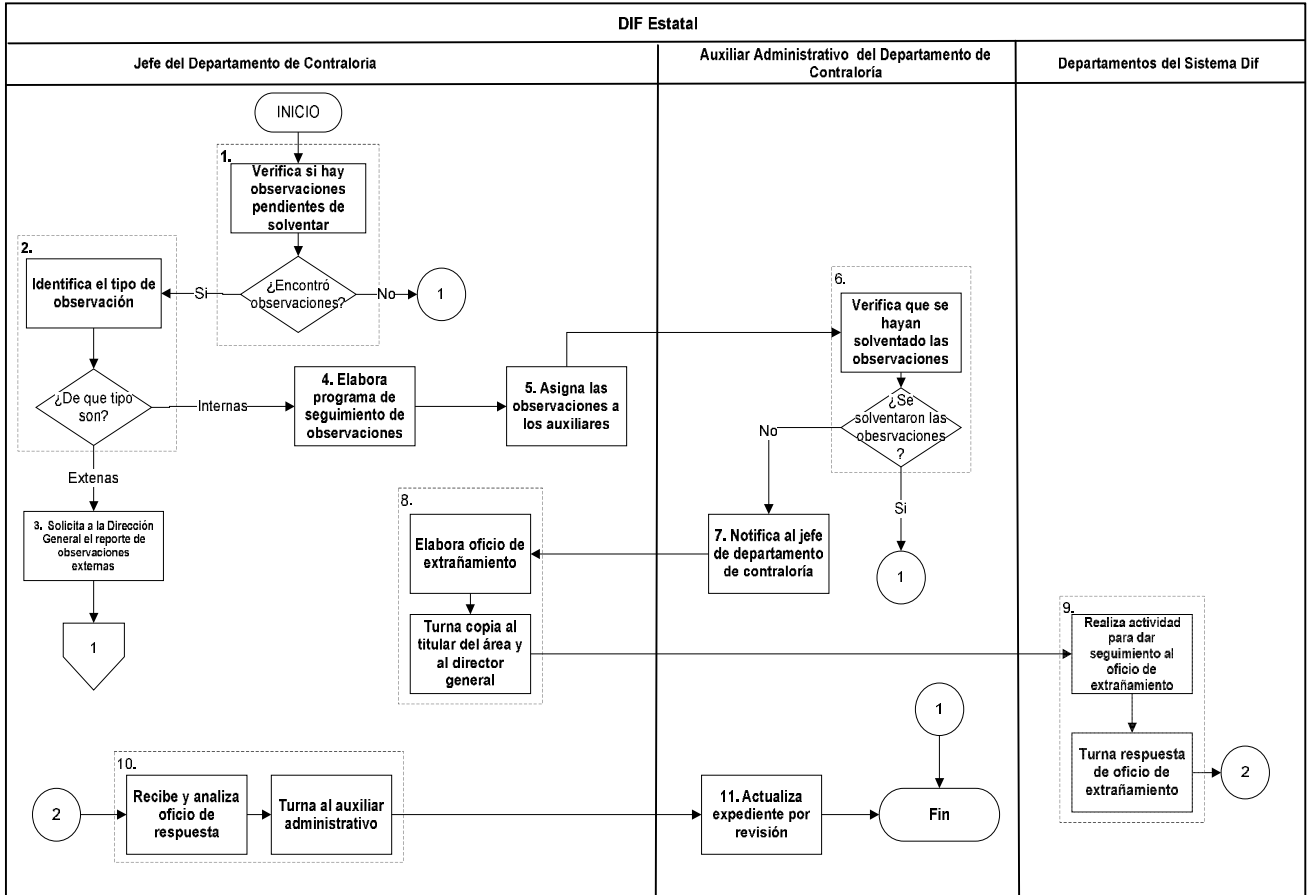 DIF Estatal
Jefe del Departamento de Contraloria
Auxiliar Administrativo del Departamento de
Contraloría
Departamentos del Sistema Dif
INICIO
1.
Verifica si hay
observaciones
pendientes de
solventar
¿Encontró
observaciones?
Si
No
1
2.
Identifica el tipo de
observación
¿De que tipo
son?
Internas
Extenas
3. Solicita a la Dirección
General el reporte de
observaciones
externas
1
4. Elabora
programa de
seguimiento de
observaciones
5. Asigna las
observaciones a
los auxiliares
6.
Verifica que se
hayan
solventado las
observaciones
¿Se
solventaron las
obesrvaciones
?
No
Si
1
7. Notifica al jefe
de departamento
de contraloría
8.
Elabora oficio de
extrañamiento
Turna copia al
titular del área y
al director
general
9.
Realiza actividad
para dar
seguimiento al
oficio de
extrañamiento
Turna respuesta
de oficio de
extrañamiento
2
2
10.
Recibe y analiza
oficio de
respuesta
Turna al auxiliar
administrativo
11. Actualiza
expediente por
revisión
1
Fin